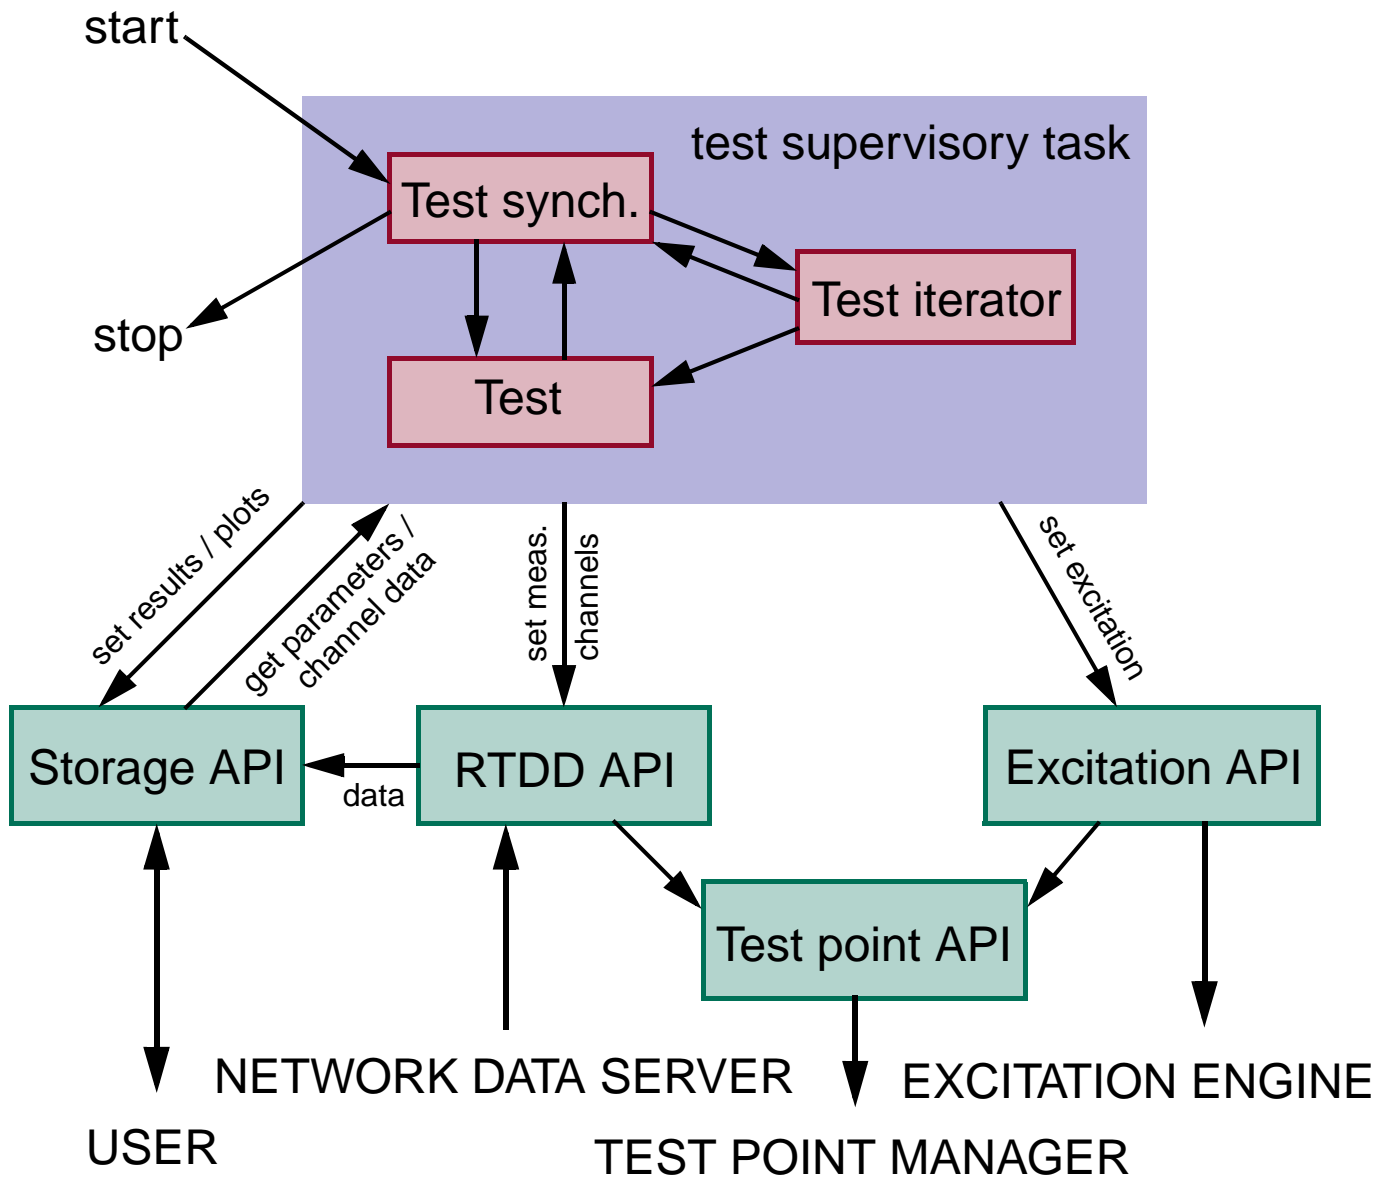 start
test supervisory task
Test synch.
Test iterator
stop
Test
set results / plots
get parameters /
channel data
set meas.
channels
set excitation
Storage API
data
RTDD API
Excitation API
Test point API
NETWORK DATA SERVER
EXCITATION ENGINE
USER
TEST POINT MANAGER